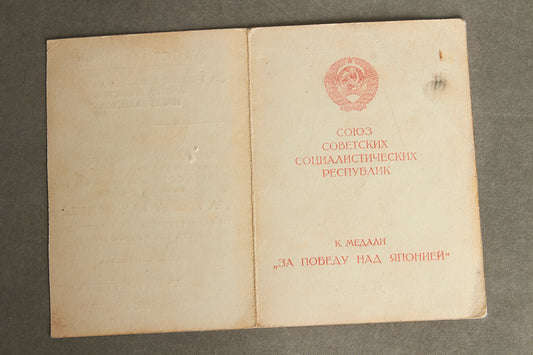 СОЮЗ
СОВЕТСКИХ
СОЦИАЛИСТИЧЕСКИХ
РЕСПУБЛИК
К МЕДАЛИ
„ЗА ПОБЕДУ НАД ЯПОНИЕЙ“